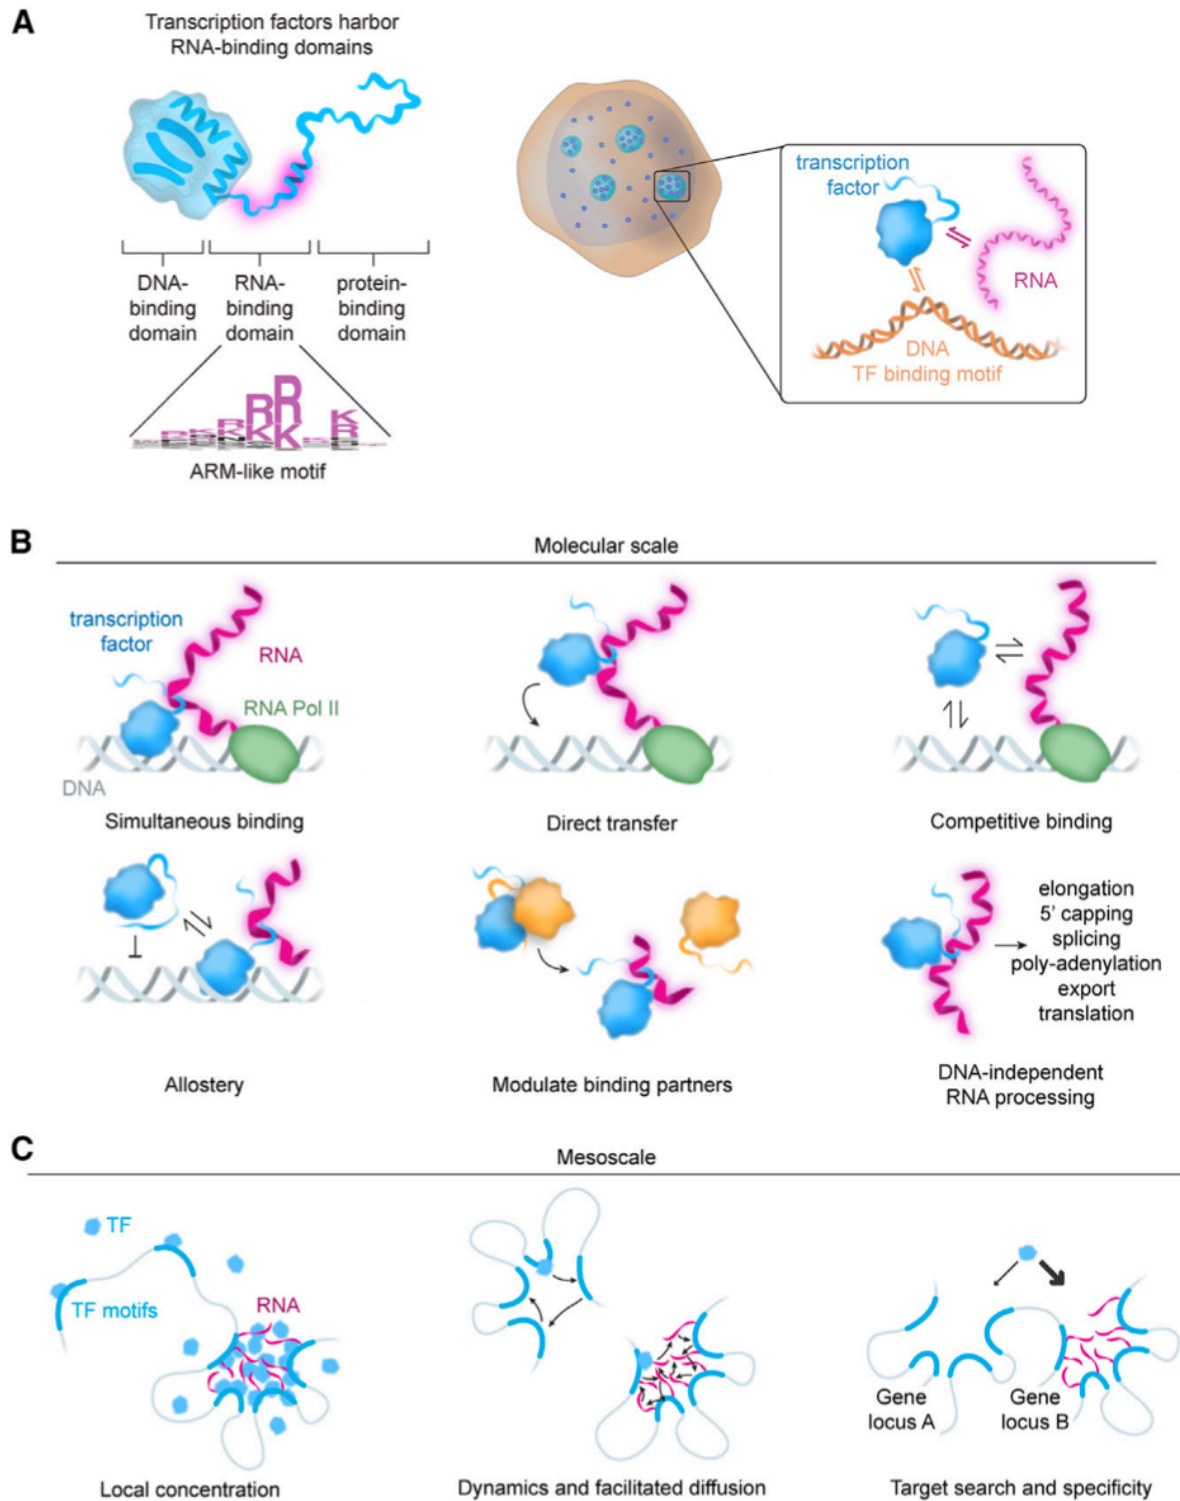 A
Transcription factors harbor
RNA-binding domains
DNA-
binding
domain
RNA-
binding
domain
protein-
binding
domain
ARM-like motif
transcription
factor
RNA
DNA
TF binding motif
B
Molecular scale
transcription
factor
RNA
RNA Pol II
DNA
Simultaneous binding
Direct transfer
Competitive binding
Allostery
Modulate binding partners
elongation
5' capping
splicing
poly-adenylation
export
translation
DNA-independent
RNA processing
C
Mesoscale
TF
TF motifs
RNA
Local concentration
Dynamics and facilitated diffusion
Gene
locus A
Gene
locus B
Target search and specificity